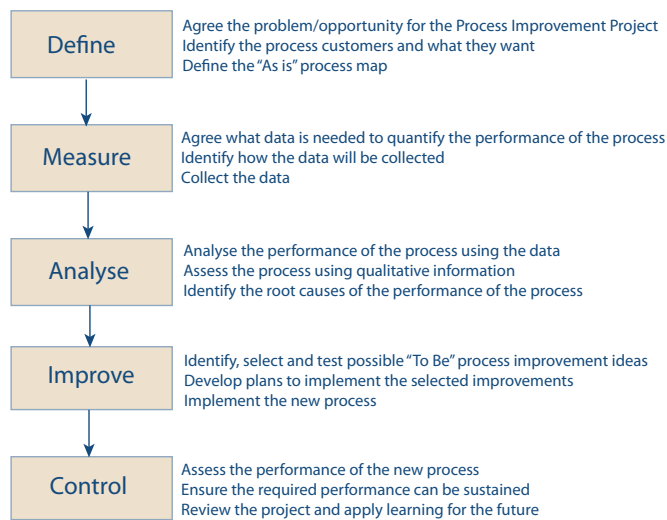 Define
Agree the problem/opportunity for the Process Improvement Project
Identify the process customers and what they want
Define the “As is” process map
Measure
Agree what data is needed to quantify the performance of the process
Identify how the data will be collected
Collect the data
Analyse
Analyse the performance of the process using the data
Assess the process using qualitative information
Identify the root causes of the performance of the process
Improve
Identify, select and test possible “To Be” process improvement ideas
Develop plans to implement the selected improvements
Implement the new process
Control
Assess the performance of the new process
Ensure the required performance can be sustained
Review the project and apply learning for the future